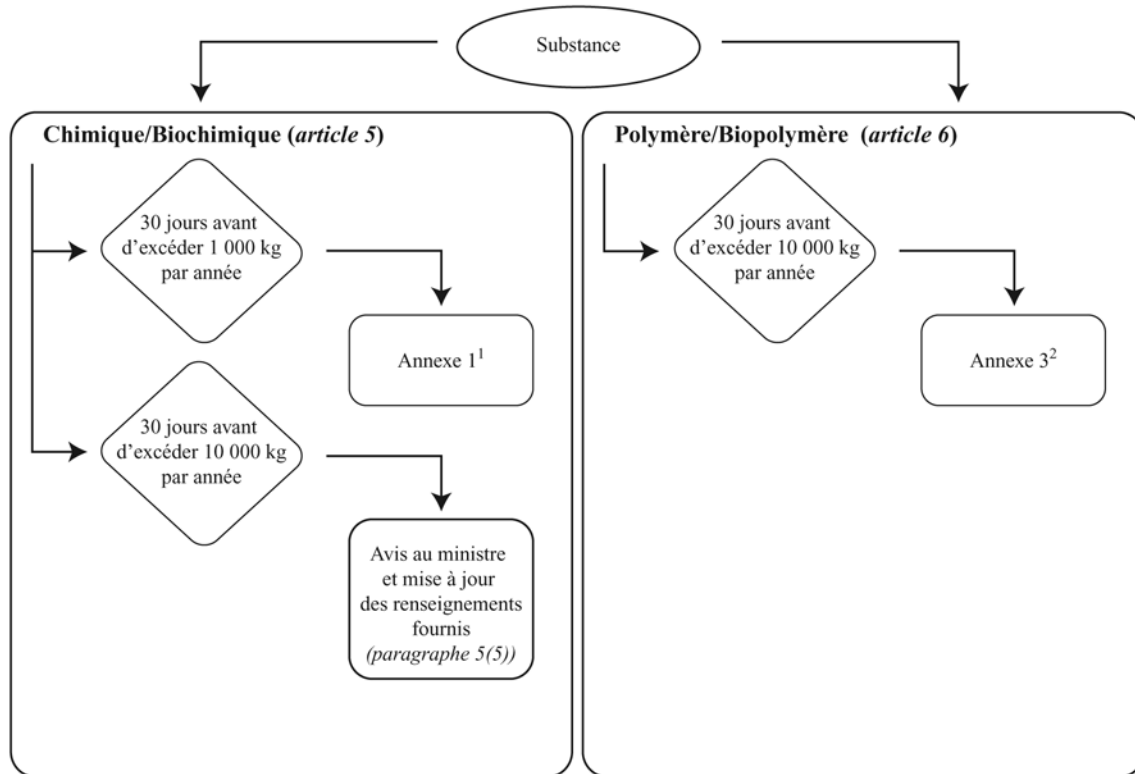 Substance
Chimique/Biochimique (article 5)
30 jours avant
d’excéder 1 000 kg
par année
Annexe 1¹
30 jours avant
d’excéder 10 000 kg
par année
Avis au ministre
et mise à jour
des renseignements
fournis
(paragraphe 5(5))
Polymère/Biopolymère (article 6)
30 jours avant
d’excéder 10 000 kg
par année
Annexe 3²